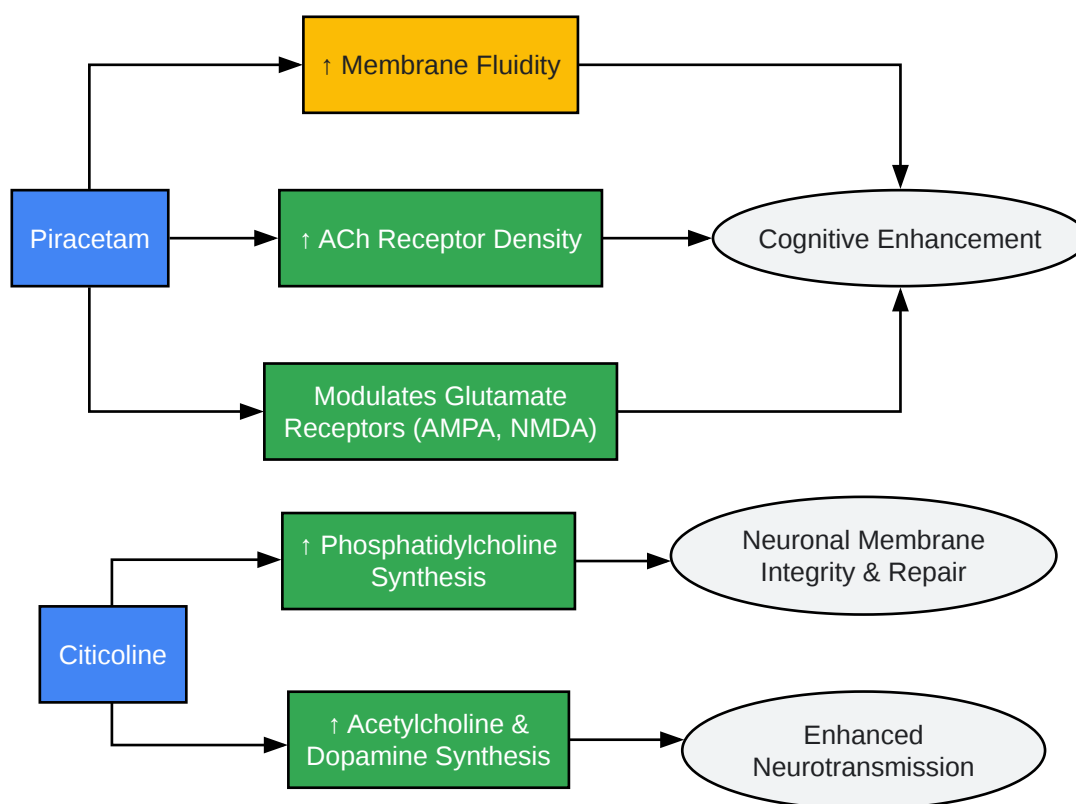 ↑ Membrane Fluidity
Piracetam
↑ ACh Receptor Density
Cognitive Enhancement
Modulates Glutamate
Receptors (AMPA, NMDA)
↑ Phosphatidylcholine
Synthesis
Neuronal Membrane
Integrity & Repair
Citicoline
↑ Acetylcholine &
Dopamine Synthesis
Enhanced
Neurotransmission